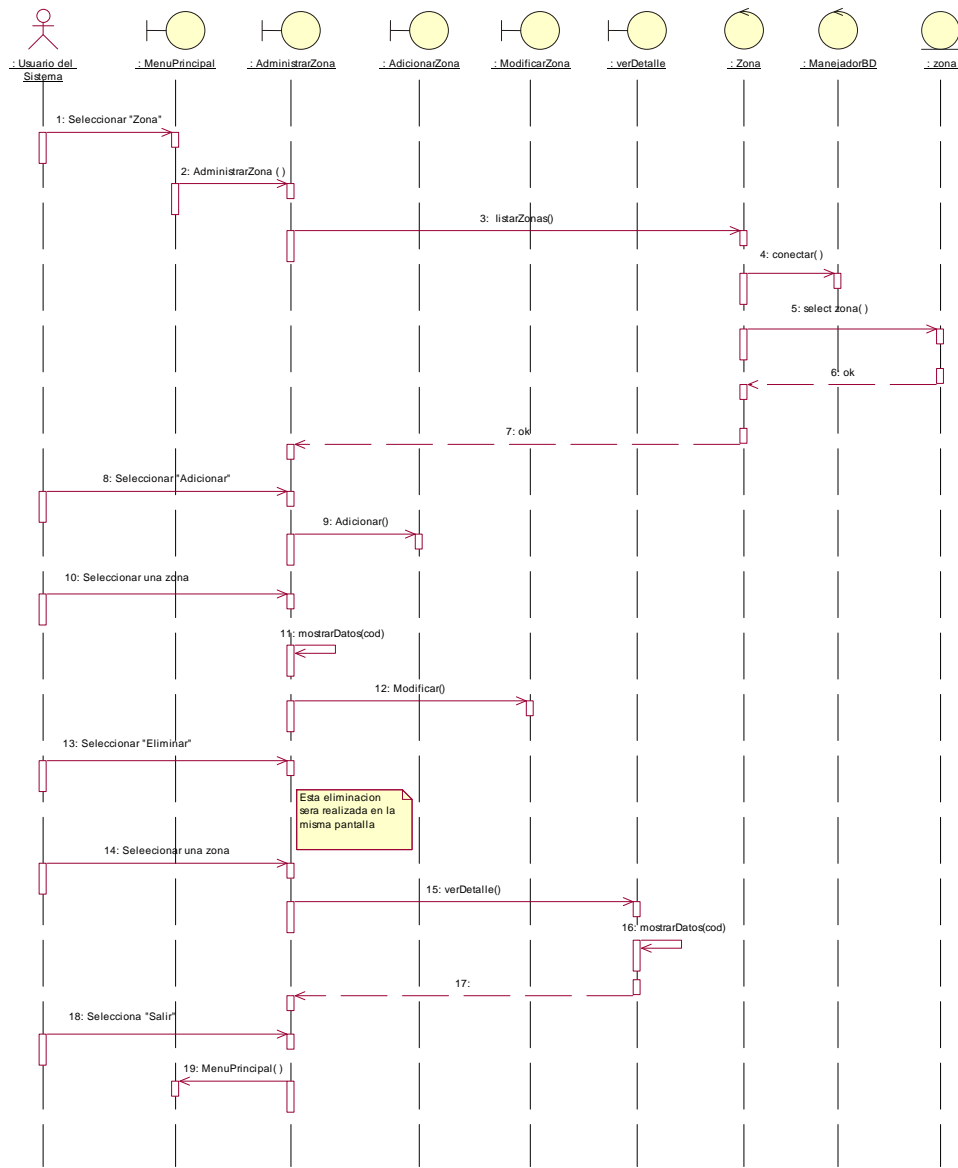 : Usuario del
Sistema
: MenuPrincipal
: AdministrarZona
: AdicionarZona
: ModificarZona
: verDetalle
: Zona
: ManejadorBD
: zona
1: Seleccionar "Zona"
2: AdministrarZona ( )
3: listarZonas()
4: conectar( )
5: select zona( )
6: ok
7: ok
8: Seleccionar "Adicionar"
9: Adicionar()
10: Seleccionar una zona
11: mostrarDatos(cod)
12: Modificar()
13: Seleccionar "Eliminar"
Esta eliminacion
sera realizada en la
misma pantalla
14: Seleecionar una zona
15: verDetalle()
16: mostrarDatos(cod)
17:
18: Selecciona "Salir"
19: MenuPrincipal( )